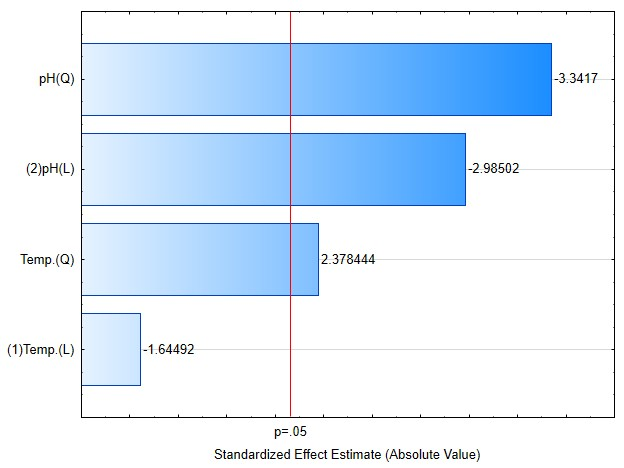 pH(Q)
-3.3417
(2)pH(L)
-2.98502
Temp.(Q)
2.378444
(1)Temp.(L)
-1.64492
p=.05
Standardized Effect Estimate (Absolute Value)